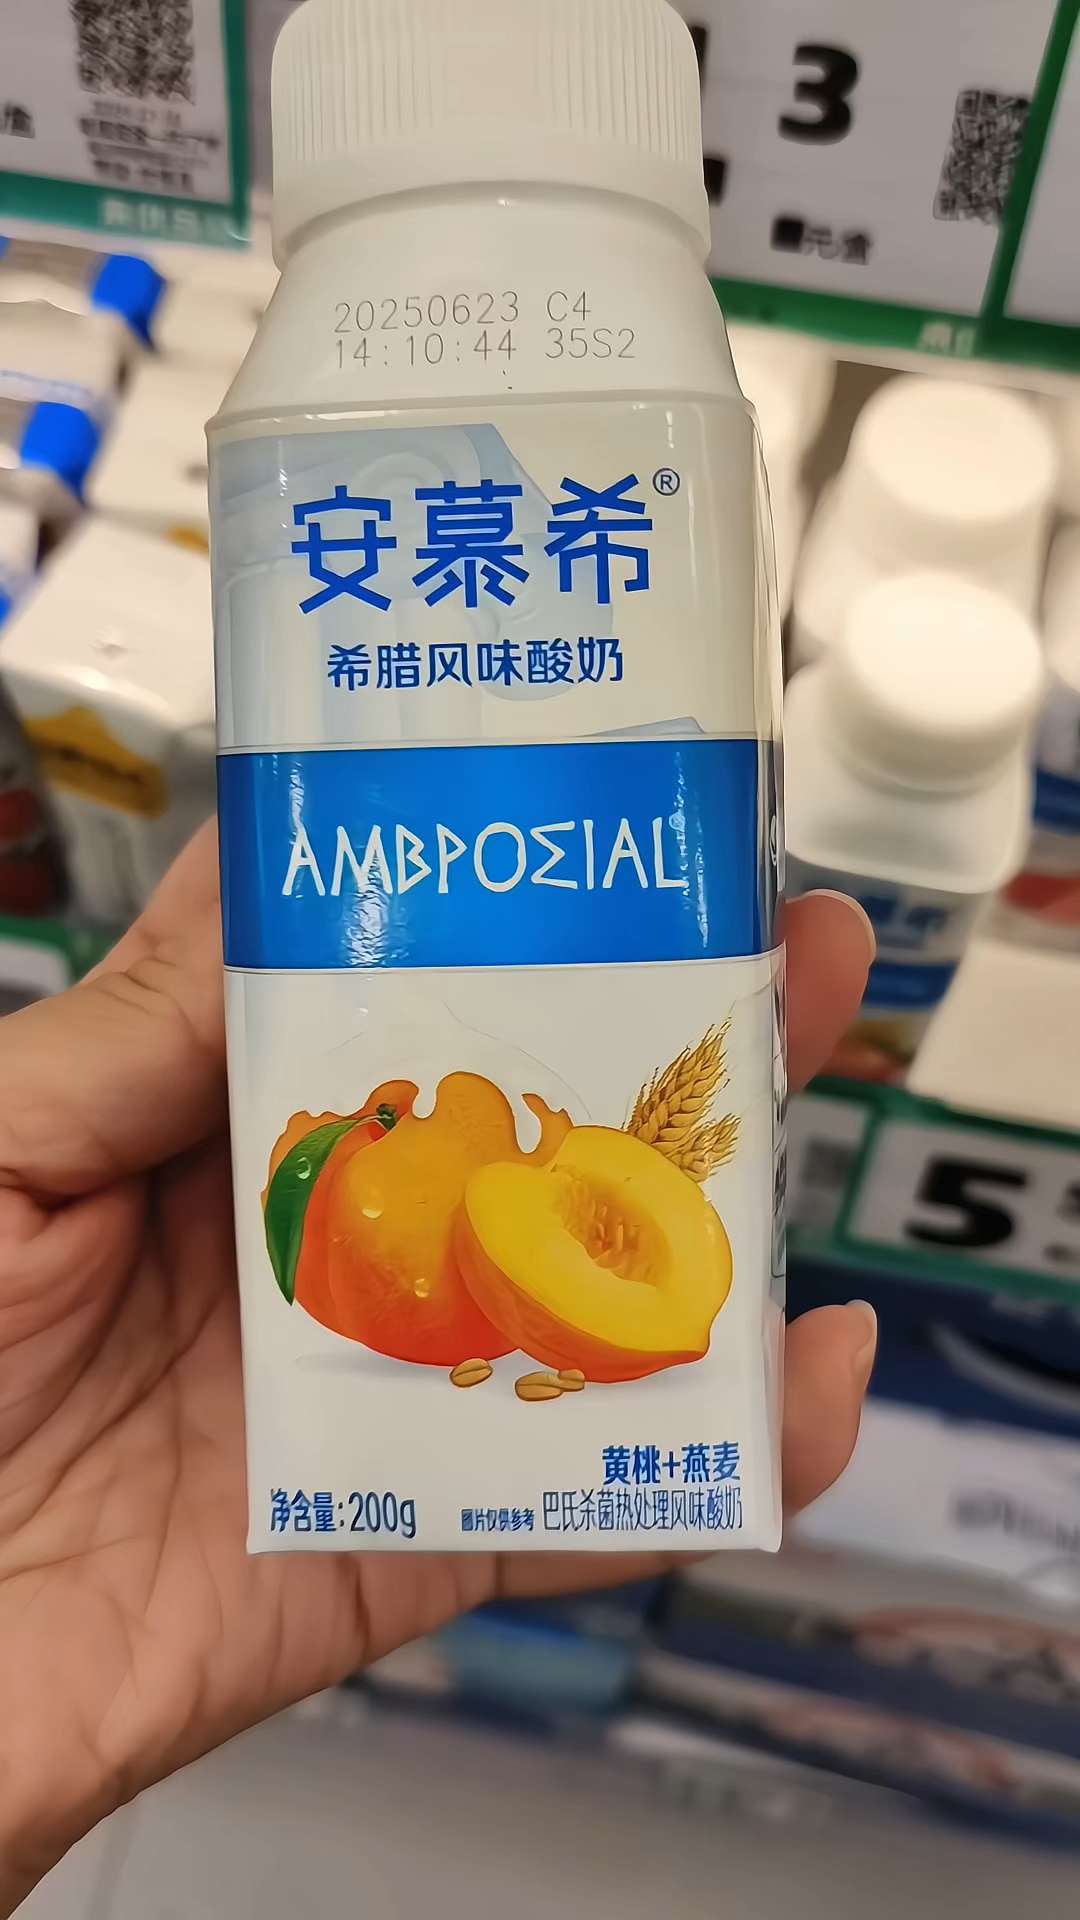 3
20250623 C4
14:10:44 35S2
安慕希®
希腊风味酸奶
AMBPOΣIAL
5
黄桃+燕麦
净含量:200g
图片仅供参考 巴氏杀菌热处理风味酸奶